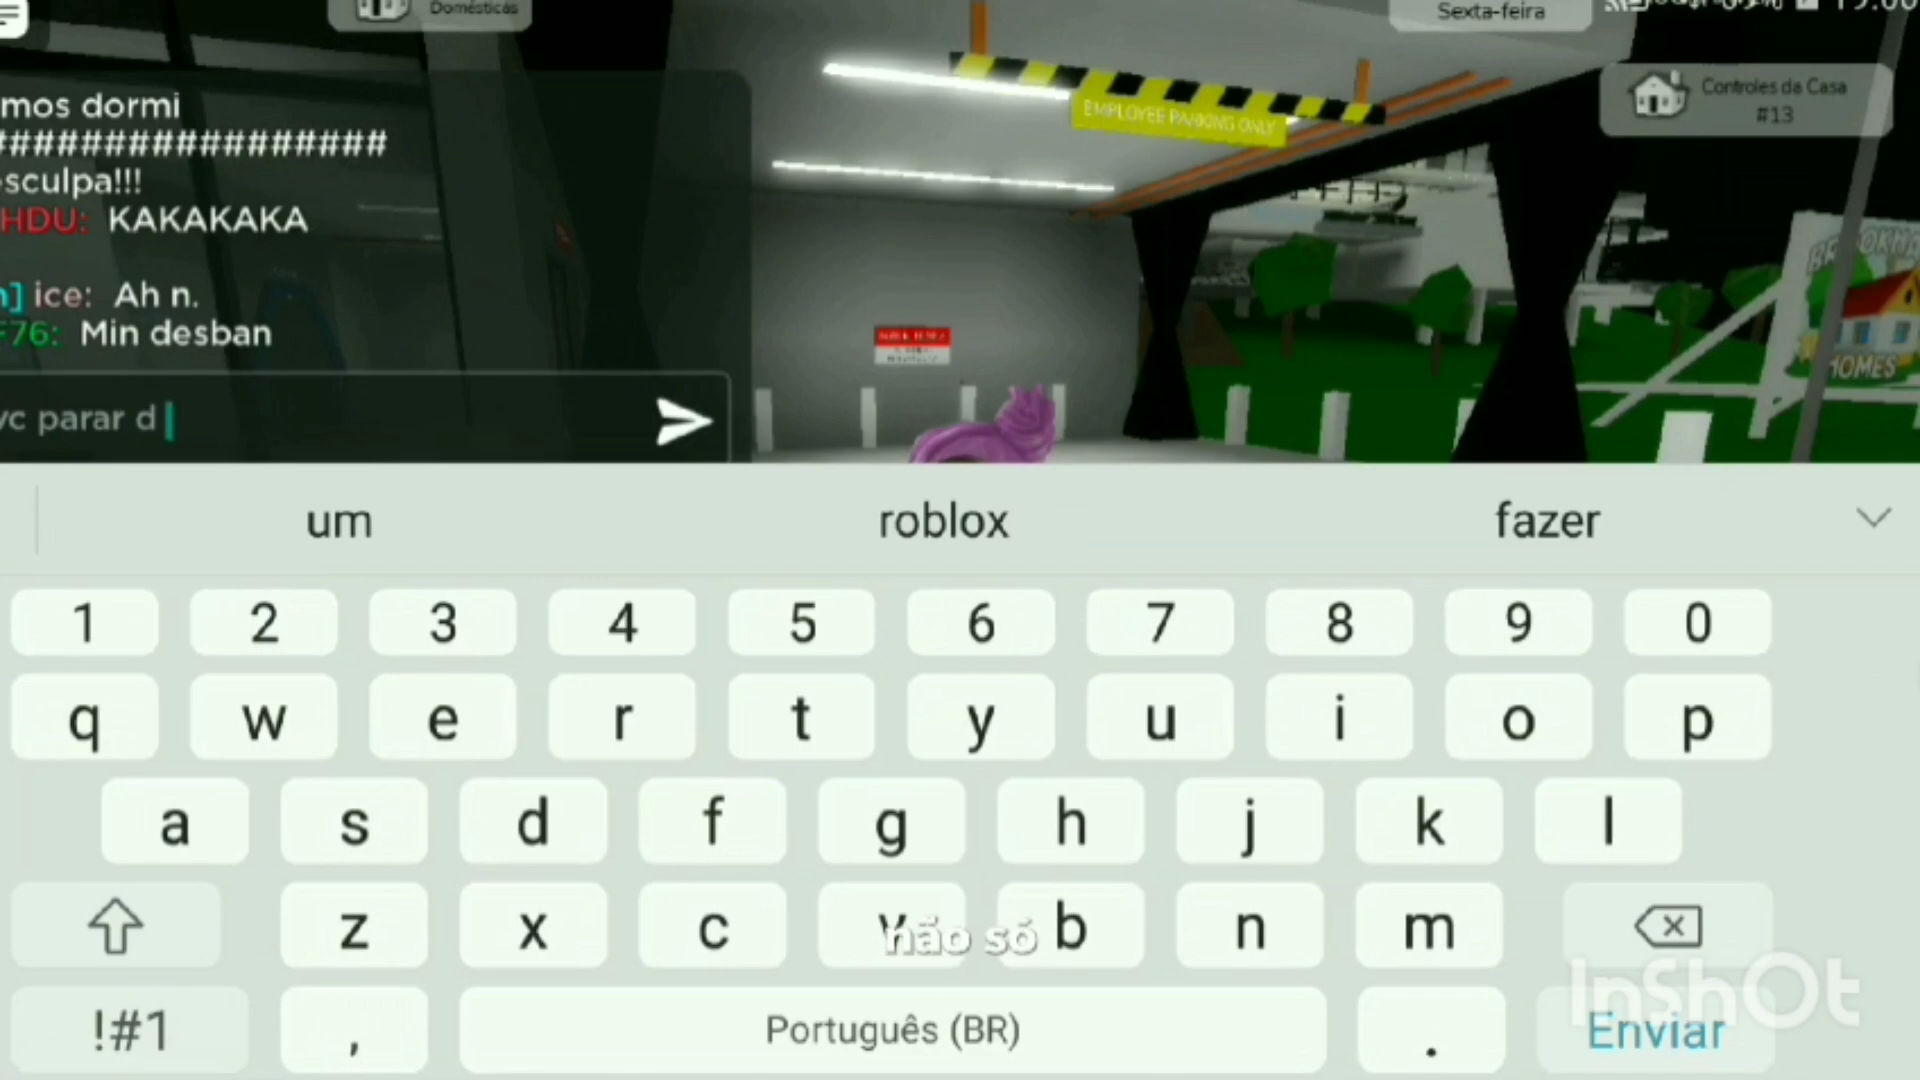 Domésticas
Sexta-feira
Controles da Casa
#13
mos dormi
################
sculpa!!!
HDU: KAKAKAKA
ice: Ah n.
F76: Min desban
vc parar d
EMPLOYEE PARKING ONLY
HOMES
um roblox fazer
1 2 3 4 5 6 7 8 9 0
q w e r t y u i o p
a s d f g h j k l
z x c v b n m
não só
!#1 , Português (BR) . Enviar
InShOt